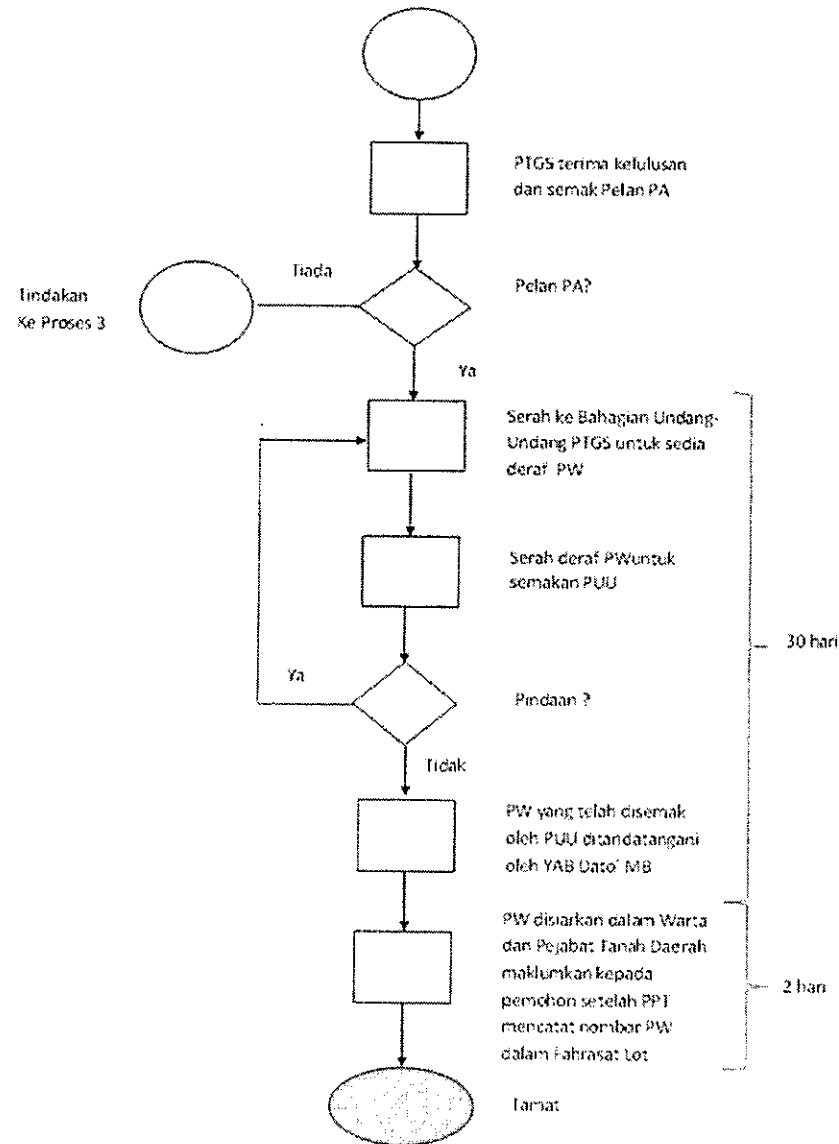 PTGS terima kelulusan
dan semak Pelan PA
Tiada
Tindakan
Ke Proses 3
Pelan PA?
Ya
Serah ke Bahagian Undang-
Undang PTGS untuk sedia
deraf PW
Serah deraf PWuntuk
semakan PUU
30 hari
Ya
Pindaan ?
Tidak
PW yang telah disemak
oleh PUU ditandatangani
oleh YAB Dato' MB
PW disiarkan dalam Warta
dan Pejabat Tanah Daerah
maklumkan kepada
pemohon setelah PPT
mencatat nombor PW
dalam Fahrasat Lot
2 hari
Tamat